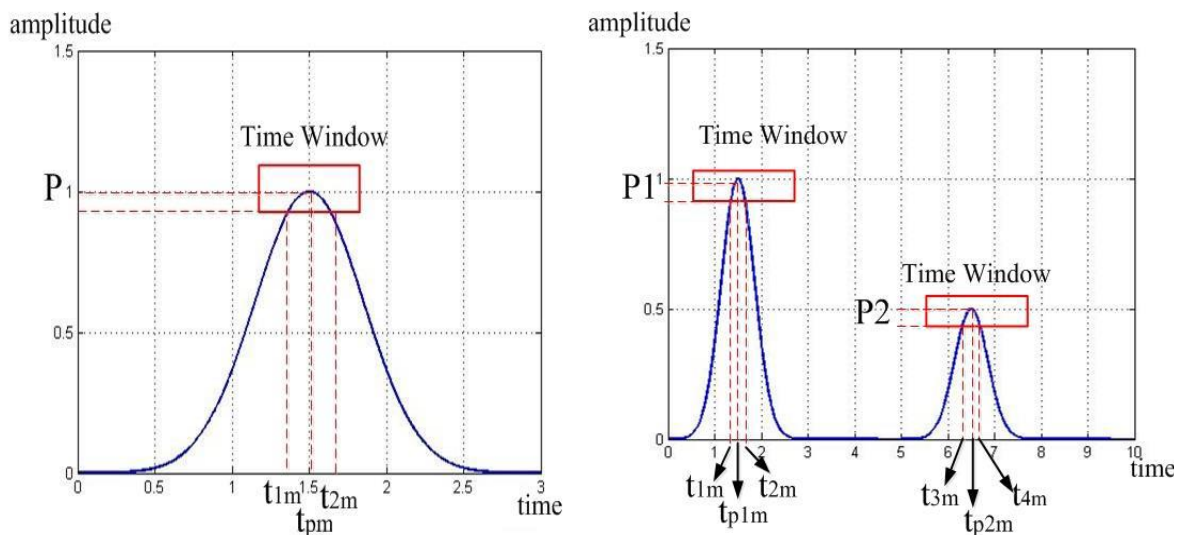 amplitude
1.5
Time Window
P
1
0.5
0
0 0.5 1 1.5 2 2.5 3
t1m t2m time
tpm
amplitude
1.5
Time Window
P1
1
Time Window
0.5
P2
0
0 1 2 3 4 5 6 7 8 9 10
time
t1m t2m t3m t4m
tp1m tp2m